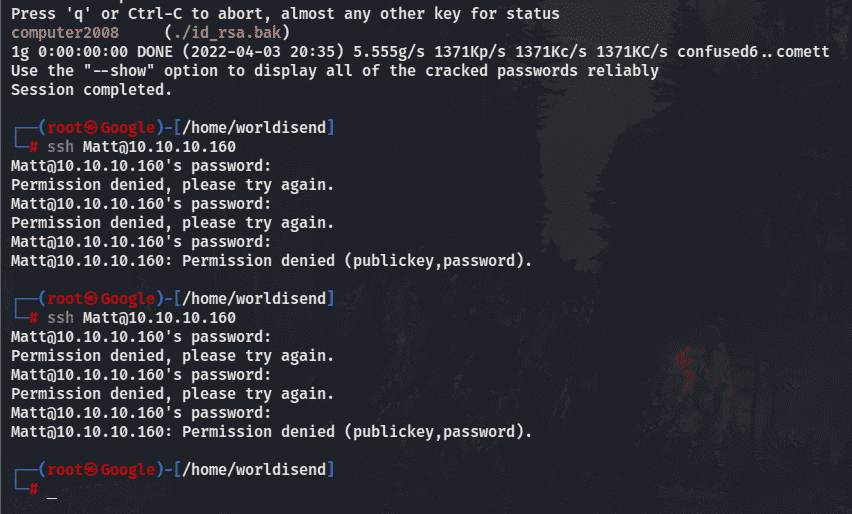 Press 'q' or Ctrl-C to abort, almost any other key for status
computer2008     (./id_rsa.bak)
1g 0:00:00:00 DONE (2022-04-03 20:35) 5.555g/s 1371Kp/s 1371Kc/s 1371KC/s confused6..comett
Use the "--show" option to display all of the cracked passwords reliably
Session completed.
┌──(root㉿Google)-[/home/worldisend]
└─# ssh Matt@10.10.10.160
Matt@10.10.10.160's password:
Permission denied, please try again.
Matt@10.10.10.160's password:
Permission denied, please try again.
Matt@10.10.10.160's password:
Matt@10.10.10.160: Permission denied (publickey,password).
┌──(root㉿Google)-[/home/worldisend]
└─# ssh Matt@10.10.10.160
Matt@10.10.10.160's password:
Permission denied, please try again.
Matt@10.10.10.160's password:
Permission denied, please try again.
Matt@10.10.10.160's password:
Matt@10.10.10.160: Permission denied (publickey,password).
┌──(root㉿Google)-[/home/worldisend]
└─# _